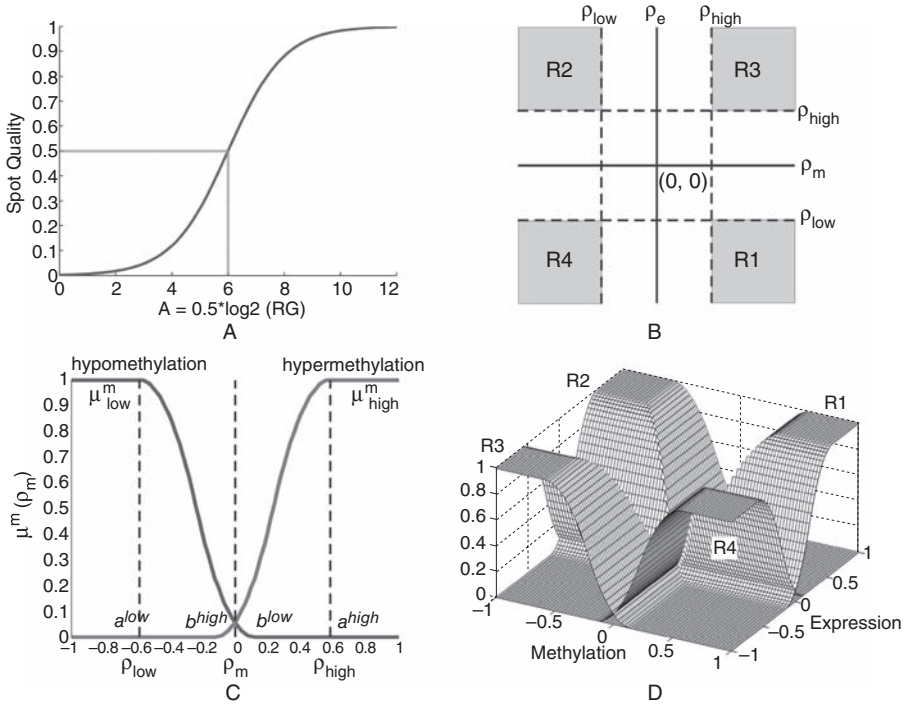 1
0.9
0.8
0.7
0.6
0.5
0.4
0.3
0.2
0.1
0
Spot Quality
0 2 4 6 8 10 12
A = 0.5*log2 (RG)
A
ρlow ρe ρhigh
R2 R3
ρhigh
ρm
(0, 0)
ρlow
R4 R1
B
hypomethylation hypermethylation
μmlow μmhigh
1
0.9
0.8
0.7
0.6
0.5
0.4
0.3
0.2
0.1
0
μm (ρm)
alow bhigh blow ahigh
−1 −0.8 −0.6 −0.4 −0.2 0 0.2 0.4 0.6 0.8 1
ρlow ρm ρhigh
C
R2
R1
R3
R4
1
0.8
0.6
0.4
0.2
0
−1
0
0.5
1
Methylation
−1
−0.5
0
0.5
1
Expression
D